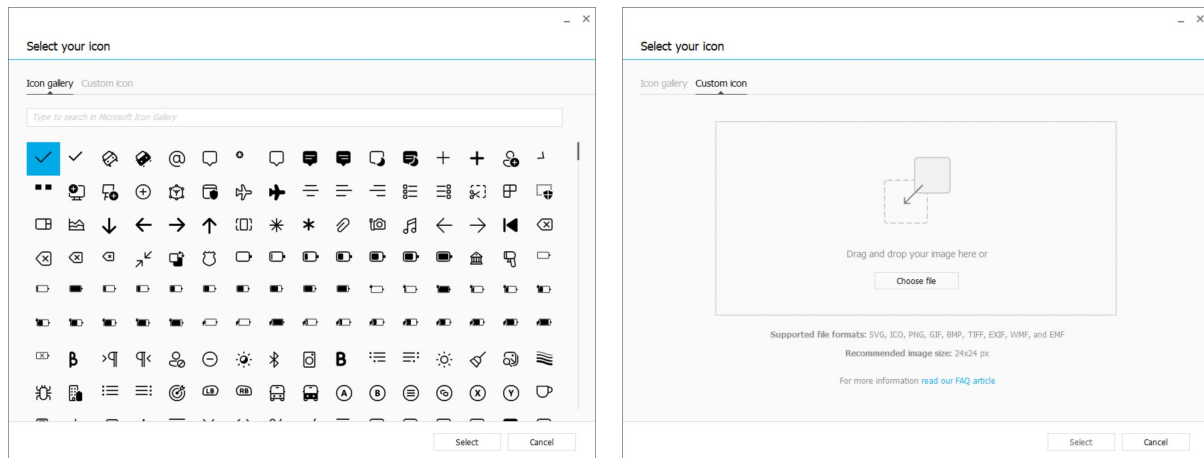 Select your icon
Icon gallery Custom icon
Type to search in Microsoft Icon Gallery
@
LB RB
A B X Y
Select Cancel
Select your icon
Icon gallery Custom icon
Drag and drop your image here or
Choose file
Supported file formats: SVG, ICO, PNG, GIF, BMP, TIFF, EXIF, WMF, and EMF
Recommended image size: 24x24 px
For more information read our FAQ article
Select Cancel